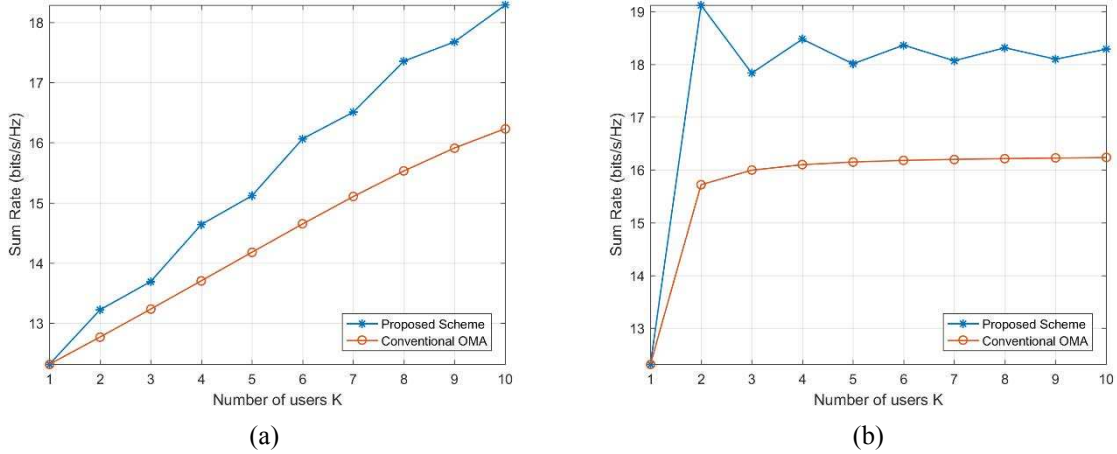 18
17
16
15
14
13
Sum Rate (bits/s/Hz)
Proposed Scheme
Conventional OMA
1 2 3 4 5 6 7 8 9 10
Number of users K
(a)
19
18
17
16
15
14
13
Sum Rate (bits/s/Hz)
Proposed Scheme
Conventional OMA
1 2 3 4 5 6 7 8 9 10
Number of users K
(b)